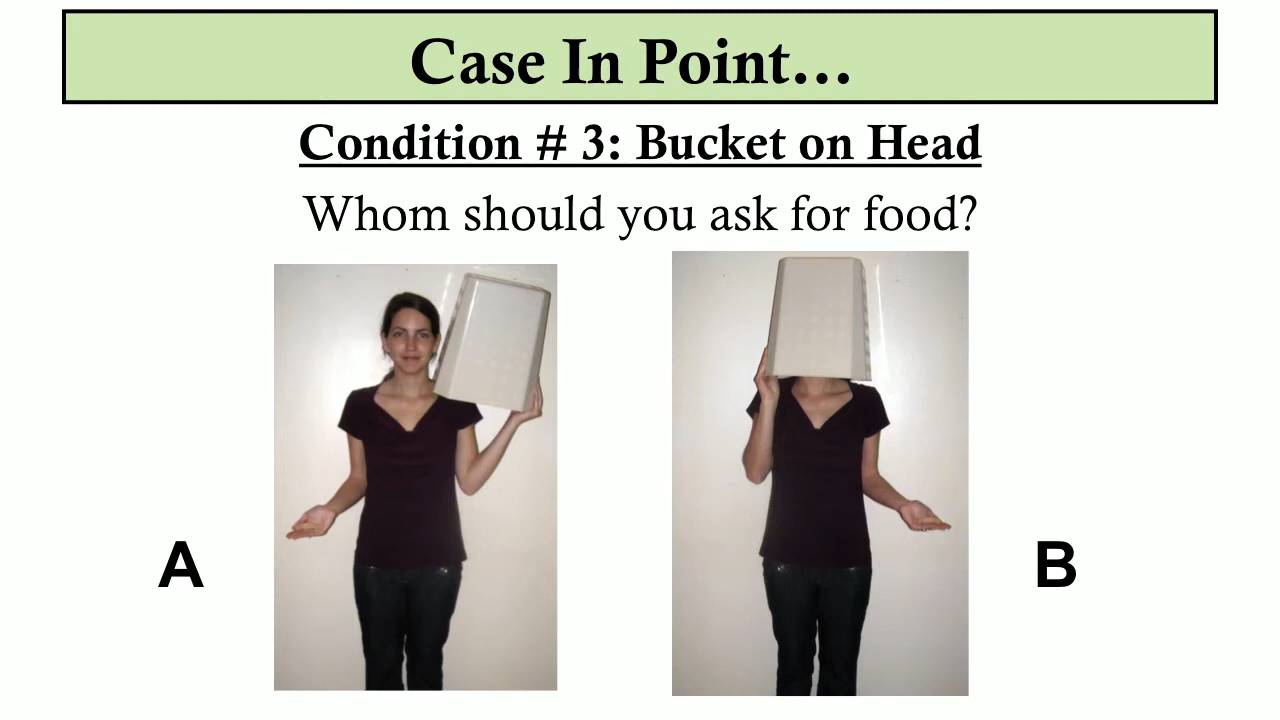 Case In Point…
Condition # 3: Bucket on Head
Whom should you ask for food?
A
B